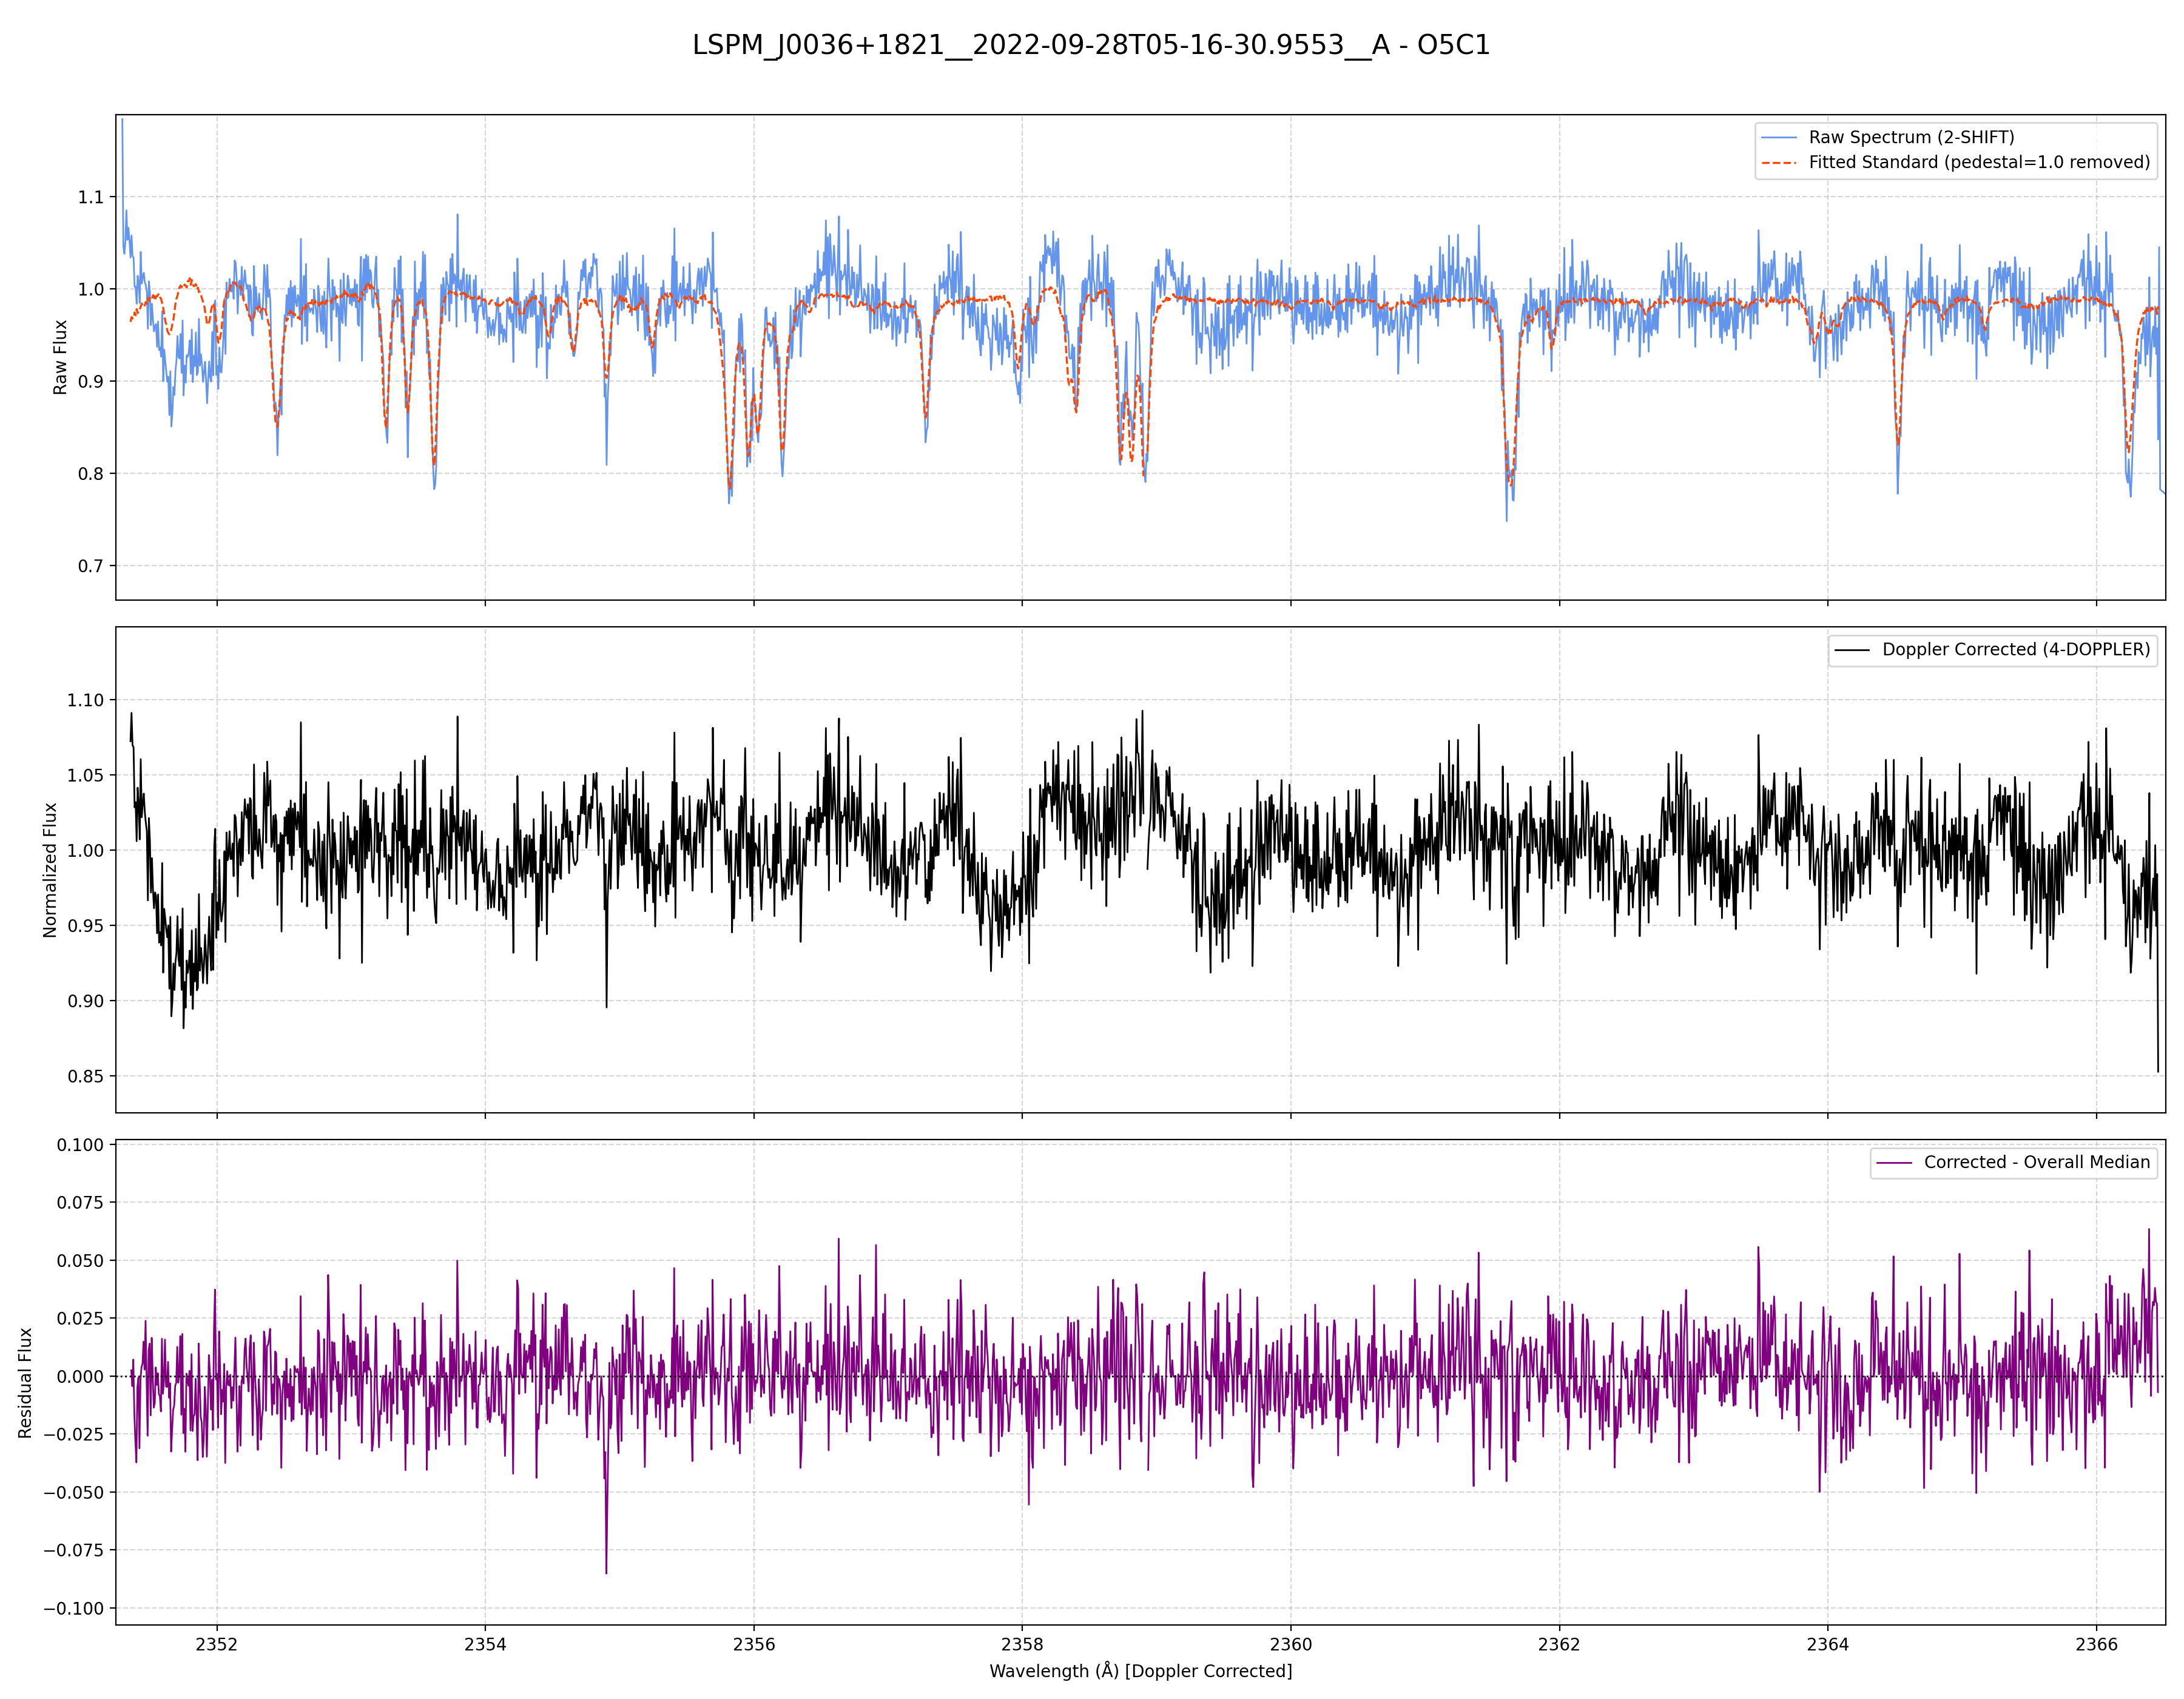 LSPM_J0036+1821__2022-09-28T05-16-30.9553__A - O5C1
Raw Spectrum (2-SHIFT)
Fitted Standard (pedestal=1.0 removed)
1.1
1.0
0.9
0.8
0.7
Raw Flux
Doppler Corrected (4-DOPPLER)
1.10
1.05
1.00
0.95
0.90
0.85
Normalized Flux
Corrected - Overall Median
0.100
0.075
0.050
0.025
0.000
−0.025
−0.050
−0.075
−0.100
Residual Flux
2352 2354 2356 2358 2360 2362 2364 2366
Wavelength (Å) [Doppler Corrected]